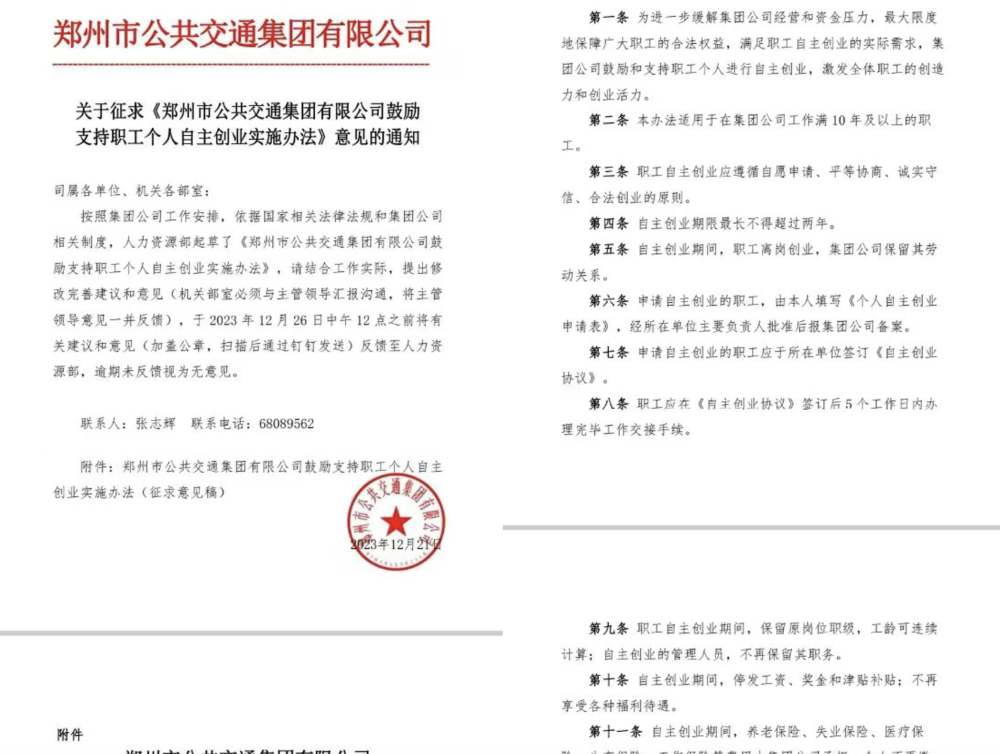 郑州市公共交通集团有限公司
关于征求《郑州市公共交通集团有限公司鼓励
支持职工个人自主创业实施办法》意见的通知
司属各单位、机关各部室：
按照集团公司工作安排，依据国家相关法律法规和集团公司
相关制度，人力资源部起草了《郑州市公共交通集团有限公司鼓
励支持职工个人自主创业实施办法》，请结合工作实际，提出修
改完善建议和意见（机关部室必须与主管领导汇报沟通，将主管
领导意见一并反馈），于 2023 年 12 月 26 日中午 12 点之前将有
关建议和意见（加盖公章，扫描后通过钉钉发送）反馈至人力资
源部，逾期未反馈视为无意见。
联系人：张志辉 联系电话：68089562
附件：郑州市公共交通集团有限公司鼓励支持职工个人自主
创业实施办法（征求意见稿）
郑州市公共交通集团有限公司
2023年12月21日
附件
郑州市公共交通集团有限公司
第一条 为进一步缓解集团公司经营和资金压力，最大限度
地保障广大职工的合法权益，满足职工自主创业的实际需求，集
团公司鼓励和支持职工个人进行自主创业，激发全体职工的创造
力和创业活力。
第二条 本办法适用于在集团公司工作满 10 年及以上的职
工。
第三条 职工自主创业应遵循自愿申请、平等协商、诚实守
信、合法创业的原则。
第四条 自主创业期限最长不得超过两年。
第五条 自主创业期间，职工离岗创业，集团公司保留其劳
动关系。
第六条 申请自主创业的职工，由本人填写《个人自主创业
申请表》，经所在单位主要负责人批准后报集团公司备案。
第七条 申请自主创业的职工应于所在单位签订《自主创业
协议》。
第八条 职工应在《自主创业协议》签订后 5 个工作日内办
理完毕工作交接手续。
第九条 职工自主创业期间，保留原岗位职级，工龄可连续
计算；自主创业的管理人员，不再保留其职务。
第十条 自主创业期间，停发工资、奖金和津贴补贴；不再
享受各种福利待遇。
第十一条 自主创业期间，养老保险、失业保险、医疗保